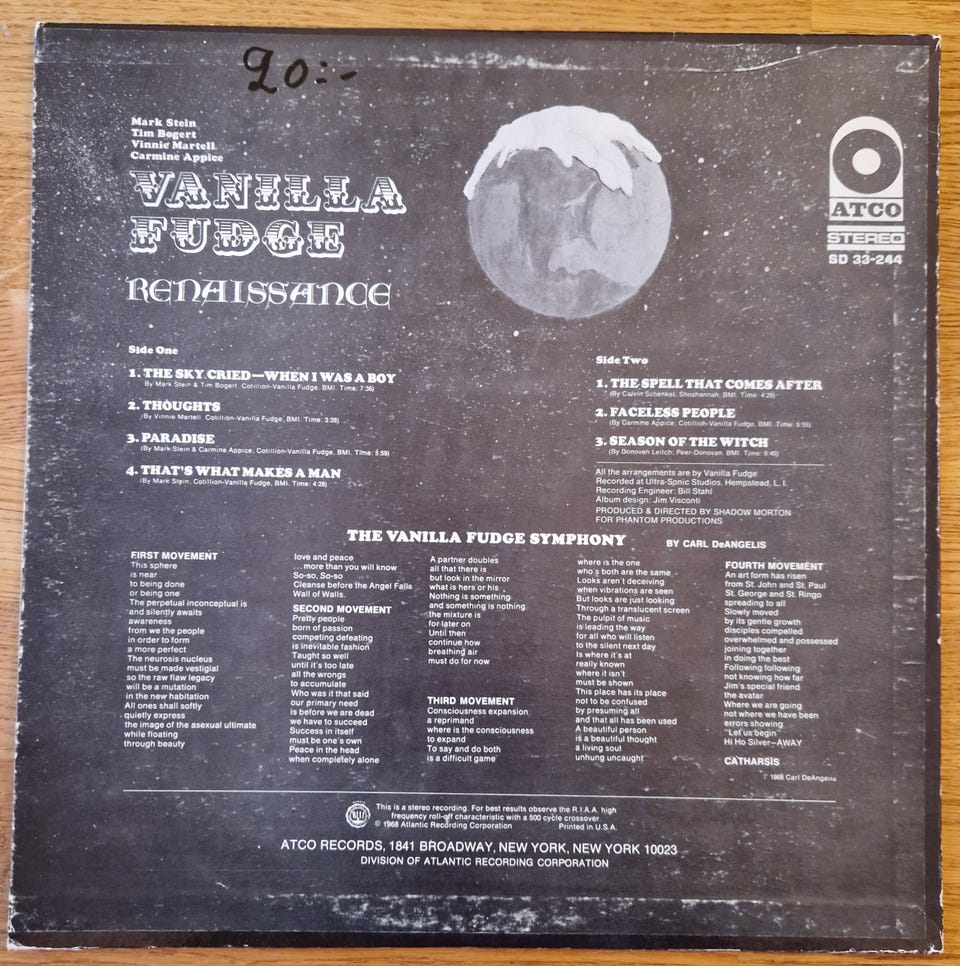 20:-
Mark Stein
Tim Bogert
Vinnie Martell
Carmine Appice
VANILLA
FUDGE
RENAISSANCE
ATCO
STEREO
SD 33-244
Side One
1. THE SKY CRIED—WHEN I WAS A BOY
(By Mark Stein & Tim Bogert Cotillion-Vanilla Fudge, BMI. Time: 7:36)
2. THOUGHTS
(By Vinnie Martell Cotillion-Vanilla Fudge, BMI. Time: 3:28)
3. PARADISE
(By Mark Stein & Carmine Appice; Cotillion-Vanilla Fudge, BMI. Time: 5:59)
4. THAT'S WHAT MAKES A MAN
(By Mark Stein; Cotillion-Vanilla Fudge, BMI. Time: 4:28)
Side Two
1. THE SPELL THAT COMES AFTER
(By Calvin Schenkel; Shoshannah, BMI. Time: 4:29)
2. FACELESS PEOPLE
(By Carmine Appice; Cotillion-Vanilla Fudge, BMI. Time: 5:55)
3. SEASON OF THE WITCH
(By Donovan Leitch; Peer-Donovan, BMI. Time: 8:40)
All the arrangements are by Vanilla Fudge
Recorded at Ultra-Sonic Studios, Hempstead, L. I.
Recording Engineer: Bill Stahl
Album design: Jim Visconti
PRODUCED & DIRECTED BY SHADOW MORTON
FOR PHANTOM PRODUCTIONS
THE VANILLA FUDGE SYMPHONY BY CARL DeANGELIS
FIRST MOVEMENT
This sphere
is near
to being done
or being one
The perpetual inconceptual is
and silently awaits
awareness
from we the people
in order to form
a more perfect
The neurosis nucleus
must be made vestigial
so the raw flaw legacy
will be a mutation
in the new habitation
All ones shall softly
quietly express
the image of the asexual ultimate
while floating
through beauty
love and peace
...more than you will know
So-so, So-so
Cleanse before the Angel Falls
Wall of Walls.
SECOND MOVEMENT
Pretty people
born of passion
competing defeating
is inevitable fashion
Taught so well
until it's too late
all the wrongs
to accumulate
Who was it that said
our primary need
is before we are dead
we have to succeed
Success in itself
must be one's own
Peace in the head
when completely alone
A partner doubles
all that there is
but look in the mirror
what is hers or his
Nothing is something
and something is nothing
the mixture is
for later on
Until then
continue how
breathing air
must do for now
THIRD MOVEMENT
Consciousness expansion
a reprimand
where is the consciousness
to expand
To say and do both
is a difficult game
where is the one
who's both are the same
Looks aren't deceiving
when vibrations are seen
But looks are just looking
Through a translucent screen
The pulpit of music
is leading the way
for all who will listen
to the silent next day
Is where it's at
really known
where it isn't
must be shown
This place has its place
not to be confused
by presuming all
and that all has been used
A beautiful person
is a beautiful thought
a living soul
unhung uncaught
FOURTH MOVEMENT
An art form has risen
from St. John and St. Paul
St. George and St. Ringo
spreading to all
Slowly moved
by its gentle growth
disciples compelled
overwhelmed and possessed
joining together
in doing the best
Following following
not knowing how far
Jim's special friend
the avatar
Where we are going
not where we have been
errors showing
"Let us begin"
Hi Ho Silver—AWAY
CATHARSIS
© 1968 Carl DeAngelis
This is a stereo recording. For best results observe the R.I.A.A. high
frequency roll-off characteristic with a 500 cycle crossover
© 1968 Atlantic Recording Corporation Printed in U.S.A.
ATCO RECORDS, 1841 BROADWAY, NEW YORK, NEW YORK 10023
DIVISION OF ATLANTIC RECORDING CORPORATION